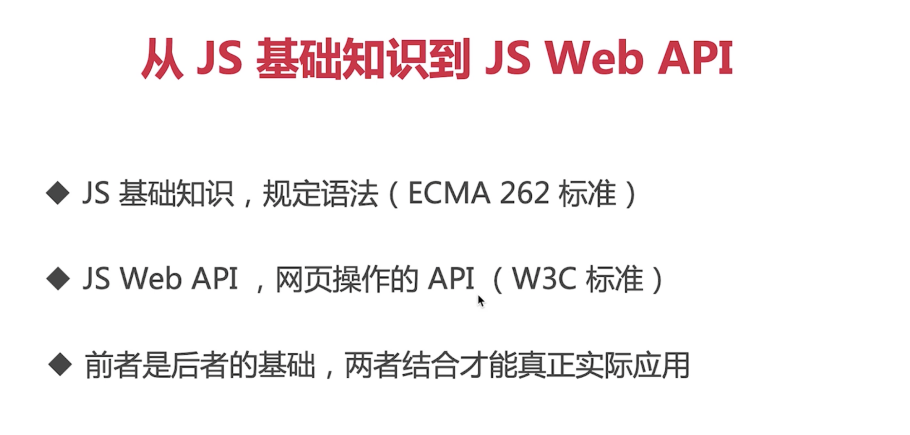 从 JS 基础知识到 JS Web API
◆ JS 基础知识，规定语法（ECMA 262 标准）
◆ JS Web API ，网页操作的 API （W3C 标准）
◆ 前者是后者的基础，两者结合才能真正实际应用